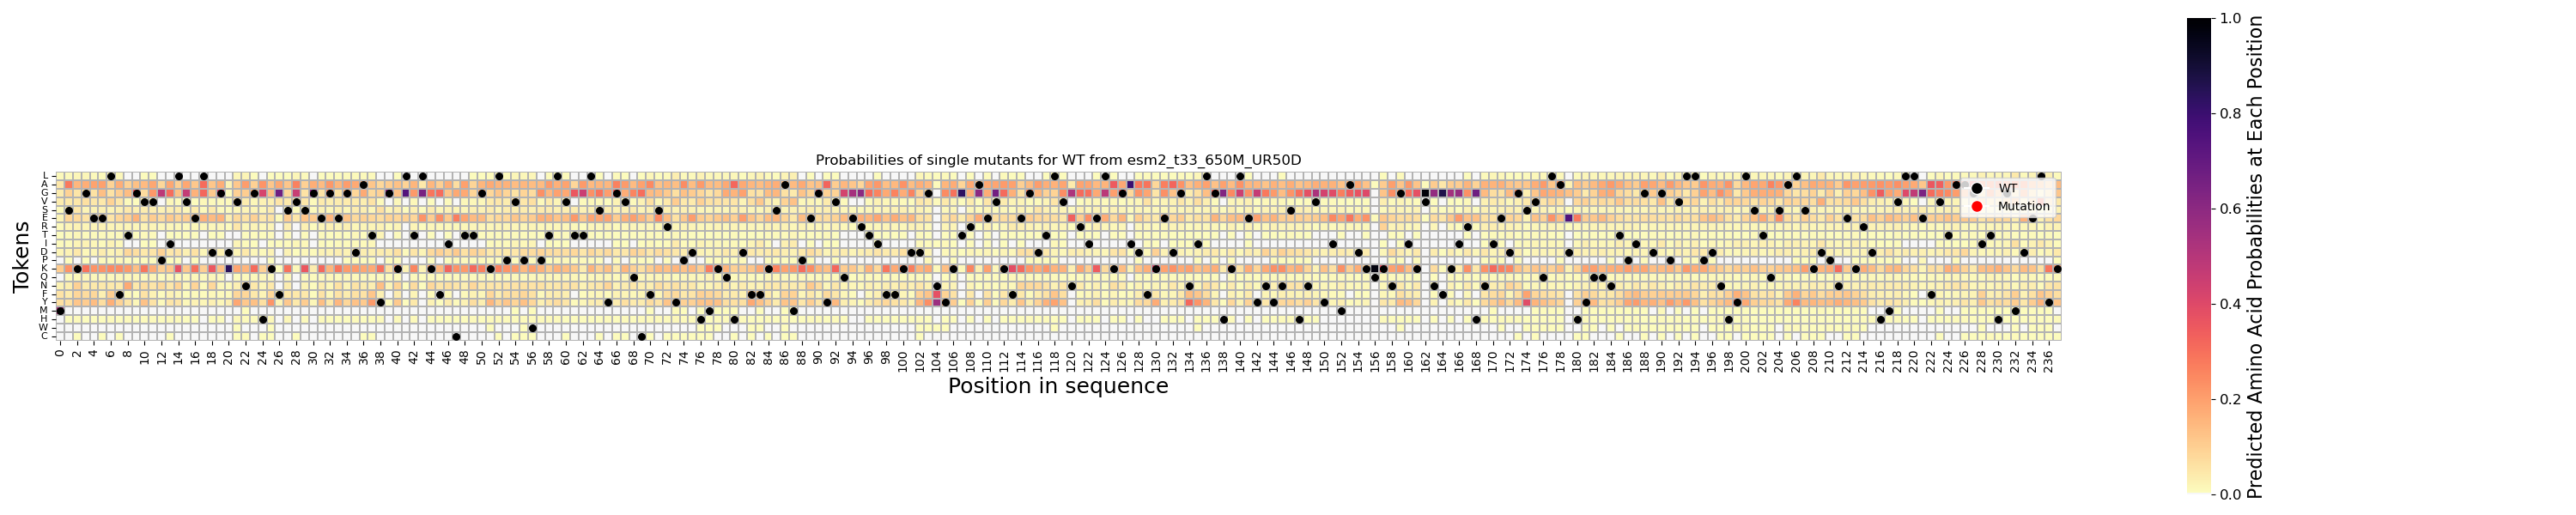 Probabilities of single mutants for WT from esm2_t33_650M_UR50D
Tokens
L
A
G
V
S
E
R
T
I
D
P
K
Q
N
F
Y
M
H
W
C
0 2 4 6 8 10 12 14 16 18 20 22 24 26 28 30 32 34 36 38 40 42 44 46 48 50 52 54 56 58 60 62 64 66 68 70 72 74 76 78 80 82 84 86 88 90 92 94 96 98 100 102 104 106 108 110 112 114 116 118 120 122 124 126 128 130 132 134 136 138 140 142 144 146 148 150 152 154 156 158 160 162 164 166 168 170 172 174 176 178 180 182 184 186 188 190 192 194 196 198 200 202 204 206 208 210 212 214 216 218 220 222 224 226 228 230 232 234 236
Position in sequence
WT
Mutation
1.0
0.8
0.6
0.4
0.2
0.0
Predicted Amino Acid Probabilities at Each Position